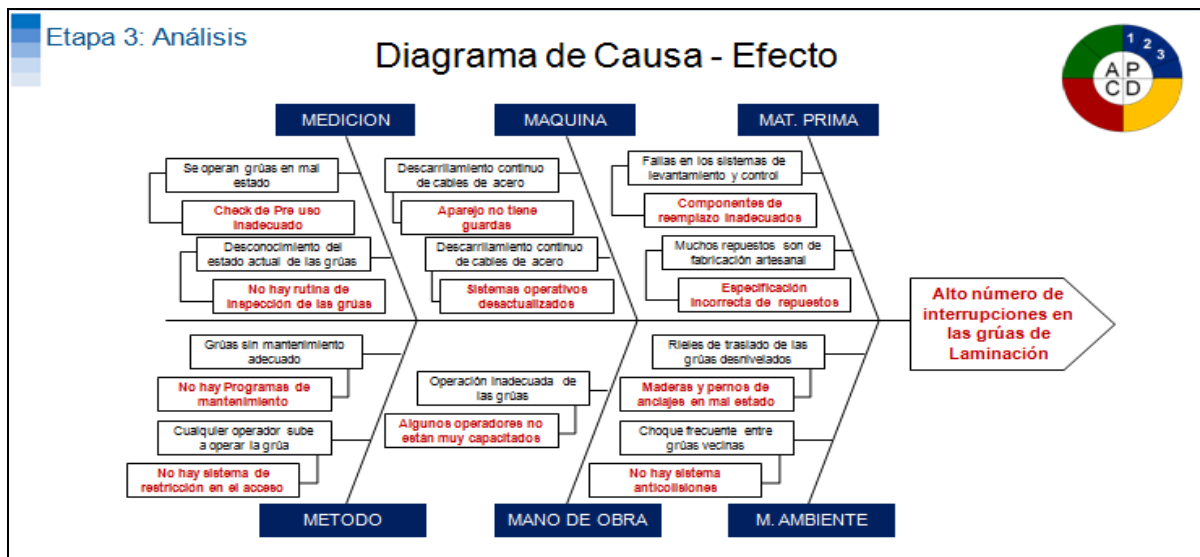 Etapa 3: Análisis
Diagrama de Causa - Efecto
1
2
3
A P
C D
MEDICION
MAQUINA
MAT. PRIMA
Se operan grúas en mal
estado
Check de Pre uso
Inadecuado
Desconocimiento del
estado actual de las grúas
No hay rutina de
Inspección de las grúas
Descarrilamiento continuo
de cables de acero
Aparejo no tiene
guardas
Descarrilamiento continuo
de cables de acero
Sistemas operativos
desactualizados
Fallas en los sistemas de
levantamiento y control
Componentes de
reemplazo Inadecuados
Muchos repuestos son de
fabricación artesanal
Especificación
Incorrecta de repuestos
Alto número de
interrupciones en
las grúas de
Laminación
Grúas sin mantenimiento
adecuado
No hay Programas de
mantenimiento
Cualquier operador sube
a operar la grúa
No hay sistema de
restricción en el acceso
Operación Inadecuada de
las grúas
Algunos operadores no
están muy capacitados
Rieles de traslado de las
grúas desnivelados
Maderas y pernos de
anclajes en mal estado
Choque frecuente entre
grúas vecinas
No hay sistema
anticolisiones
METODO
MANO DE OBRA
M. AMBIENTE